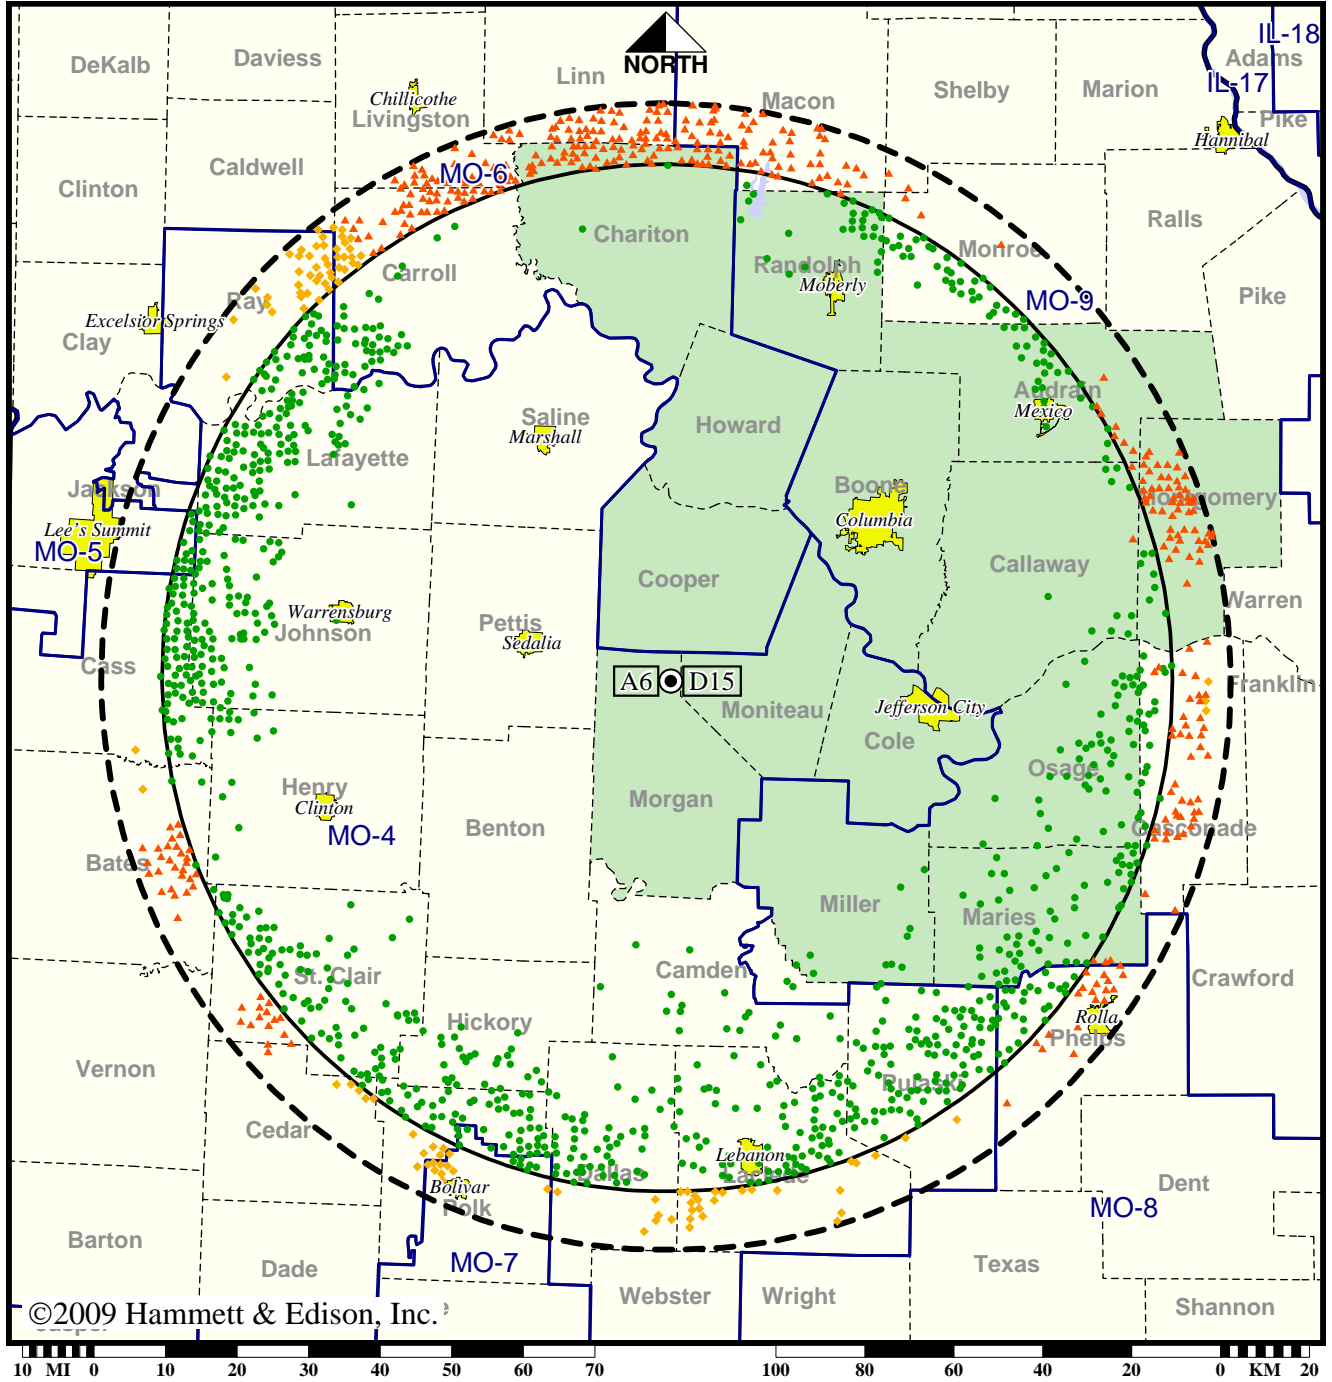 IL-18
DeKalb
Daviess
Linn
NORTH
Adams
Macon
Shelby
Marion
IL-17
Chillicothe
Livingston
Pike
Hannibal
Caldwell
MO-6
Clinton
Ralls
Chariton
Monroe
Carroll
Randolph
Moberly
MO-9
Pike
Ray
Excelsior Springs
Clay
Audrain
Mexico
Saline
Marshall
Howard
Lafayette
Jackson
Boone
Montgomery
Lee's Summit
Columbia
MO-5
Callaway
Cooper
Warren
Warrensburg
Johnson
Pettis
Sedalia
Cass
A6
D15
Franklin
Moniteau
Jefferson City
Cole
Osage
Henry
Clinton
Morgan
MO-4
Benton
Gasconade
Bates
Miller
Maries
St. Clair
Camden
Crawford
Hickory
Rolla
Phelps
Vernon
Pulaski
Cedar
Lebanon
Laclede
Dallas
Bolivar
Polk
Dent
MO-8
Barton
Dade
MO-7
Texas
Webster
Wright
Shannon
©2009 Hammett & Edison, Inc.
e
Jasper
10 MI 0 10 20 30 40 50 60 70
100 80 60 40 20 0 KM 20